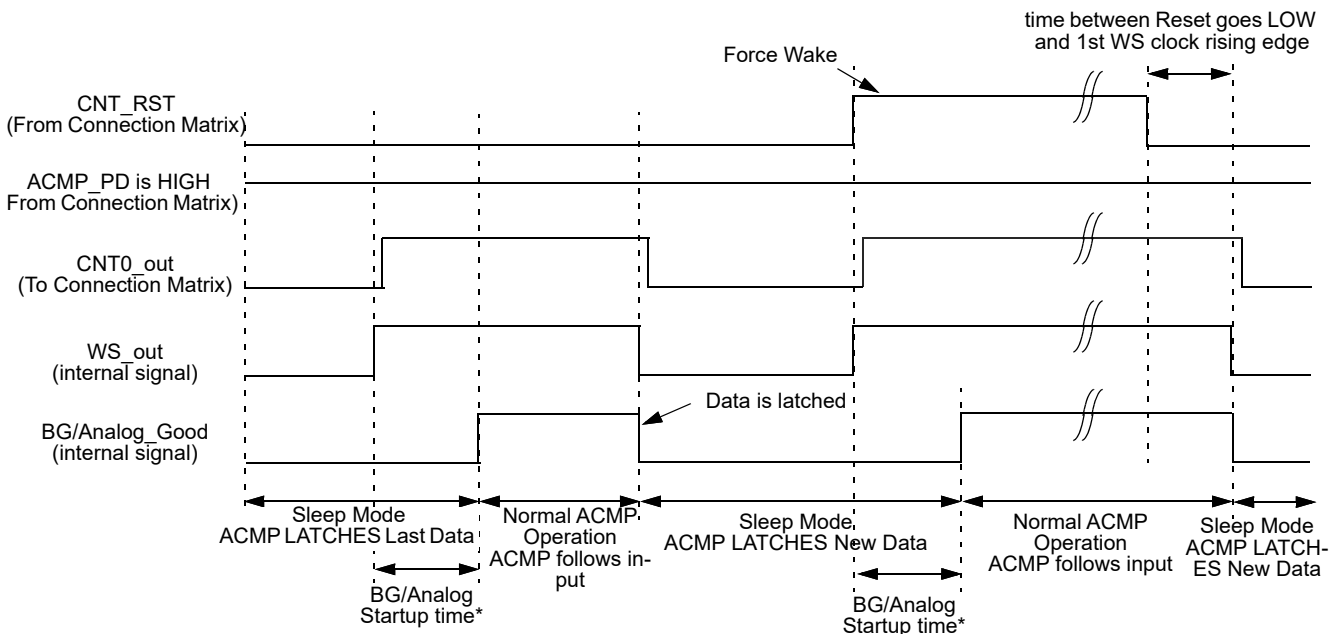 time between Reset goes LOW
and 1st WS clock rising edge
Force Wake
CNT_RST
(From Connection Matrix)
ACMP_PD is HIGH
From Connection Matrix)
CNT0_out
(To Connection Matrix)
WS_out
(internal signal)
Data is latched
BG/Analog_Good
(internal signal)
Sleep Mode
ACMP LATCHES Last Data
Normal ACMP
Operation
ACMP follows in-
put
Sleep Mode
ACMP LATCHES New Data
Normal ACMP
Operation
ACMP follows input
Sleep Mode
ACMP LATCH-
ES New Data
BG/Analog
Startup time*
BG/Analog
Startup time*